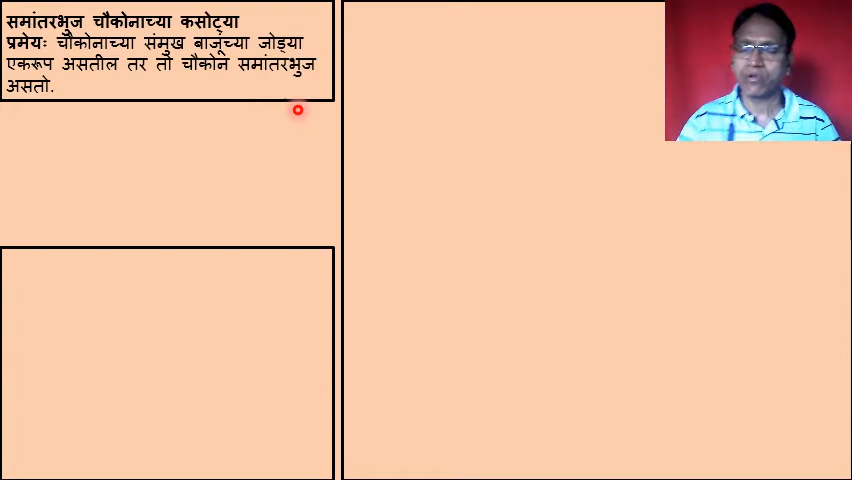 समांतरभुज चौकोनाच्या कसोट्या
प्रमेयः चौकोनाच्या संमुख बाजूंच्या जोड्या
एकरूप असतील तर तो चौकोन समांतरभुज
असतो.